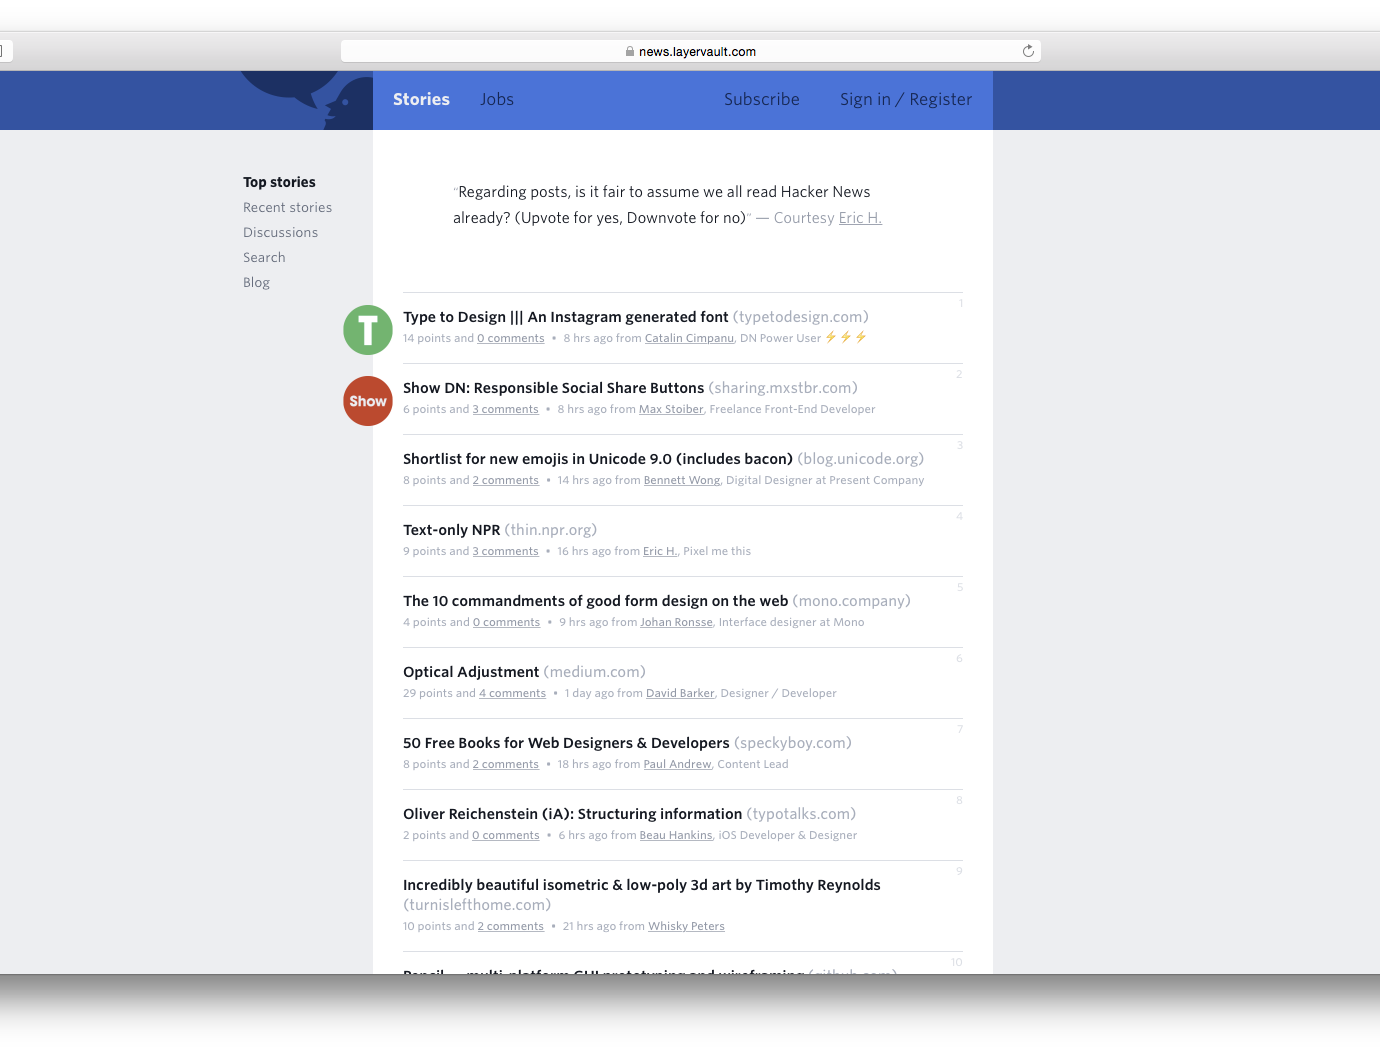 news.layervault.com
Stories Jobs Subscribe Sign in / Register
Top stories
Recent stories
Discussions
Search
Blog
"Regarding posts, is it fair to assume we all read Hacker News
already? (Upvote for yes, Downvote for no)" — Courtesy Eric H.
1
T
Type to Design ||| An Instagram generated font (typetodesign.com)
14 points and 0 comments • 8 hrs ago from Catalin Cimpanu, DN Power User ⚡⚡⚡
2
Show
Show DN: Responsible Social Share Buttons (sharing.mxstbr.com)
6 points and 3 comments • 8 hrs ago from Max Stoiber, Freelance Front-End Developer
3
Shortlist for new emojis in Unicode 9.0 (includes bacon) (blog.unicode.org)
8 points and 2 comments • 14 hrs ago from Bennett Wong, Digital Designer at Present Company
4
Text-only NPR (thin.npr.org)
9 points and 3 comments • 16 hrs ago from Eric H., Pixel me this
5
The 10 commandments of good form design on the web (mono.company)
4 points and 0 comments • 9 hrs ago from Johan Ronsse, Interface designer at Mono
6
Optical Adjustment (medium.com)
29 points and 4 comments • 1 day ago from David Barker, Designer / Developer
7
50 Free Books for Web Designers & Developers (speckyboy.com)
8 points and 2 comments • 18 hrs ago from Paul Andrew, Content Lead
8
Oliver Reichenstein (iA): Structuring information (typotalks.com)
2 points and 0 comments • 6 hrs ago from Beau Hankins, iOS Developer & Designer
9
Incredibly beautiful isometric & low-poly 3d art by Timothy Reynolds
(turnislefthome.com)
10 points and 2 comments • 21 hrs ago from Whisky Peters
10
Pencil — multi-platform GUI prototyping and wireframing (github.com)